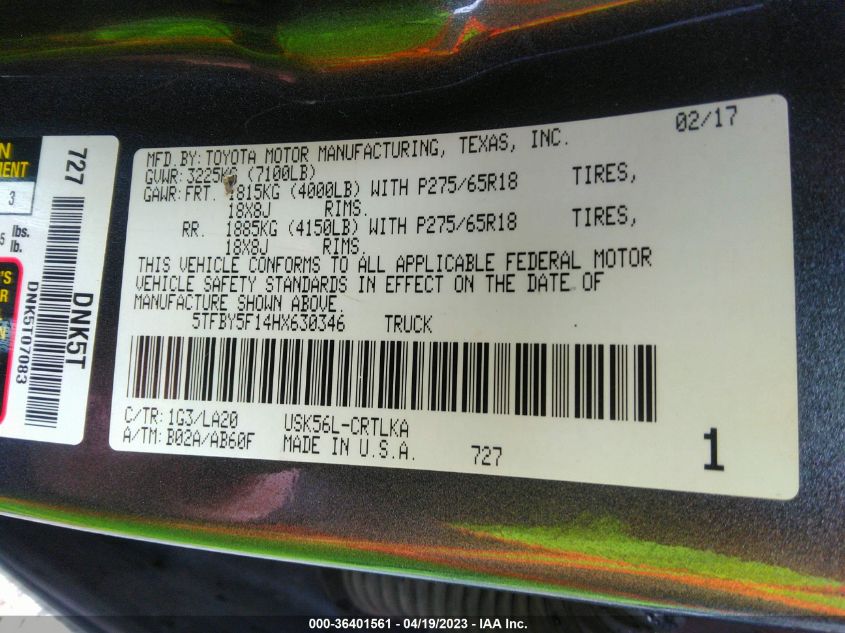 MFD.BY:TOYOTA MOTOR MANUFACTURING, TEXAS, INC. 02/17
GVWR:3225KG (7100LB)
GAWR:FRT. 1815KG (4000LB) WITH P275/65R18 TIRES,
18X8J RIMS.
RR. 1885KG (4150LB) WITH P275/65R18 TIRES,
18X8J RIMS.
THIS VEHICLE CONFORMS TO ALL APPLICABLE FEDERAL MOTOR
VEHICLE SAFETY STANDARDS IN EFFECT ON THE DATE OF
MANUFACTURE SHOWN ABOVE.
5TFBY5F14HX630346 TRUCK
C/TR:1G3/LA20 USK56L-CRTLKA
A/TM:B02A/AB60F MADE IN U.S.A. 727 1
727
DNK5T
DNK5T07083
3
5 lbs.
lb.
000-36401561 - 04/19/2023 - IAA Inc.